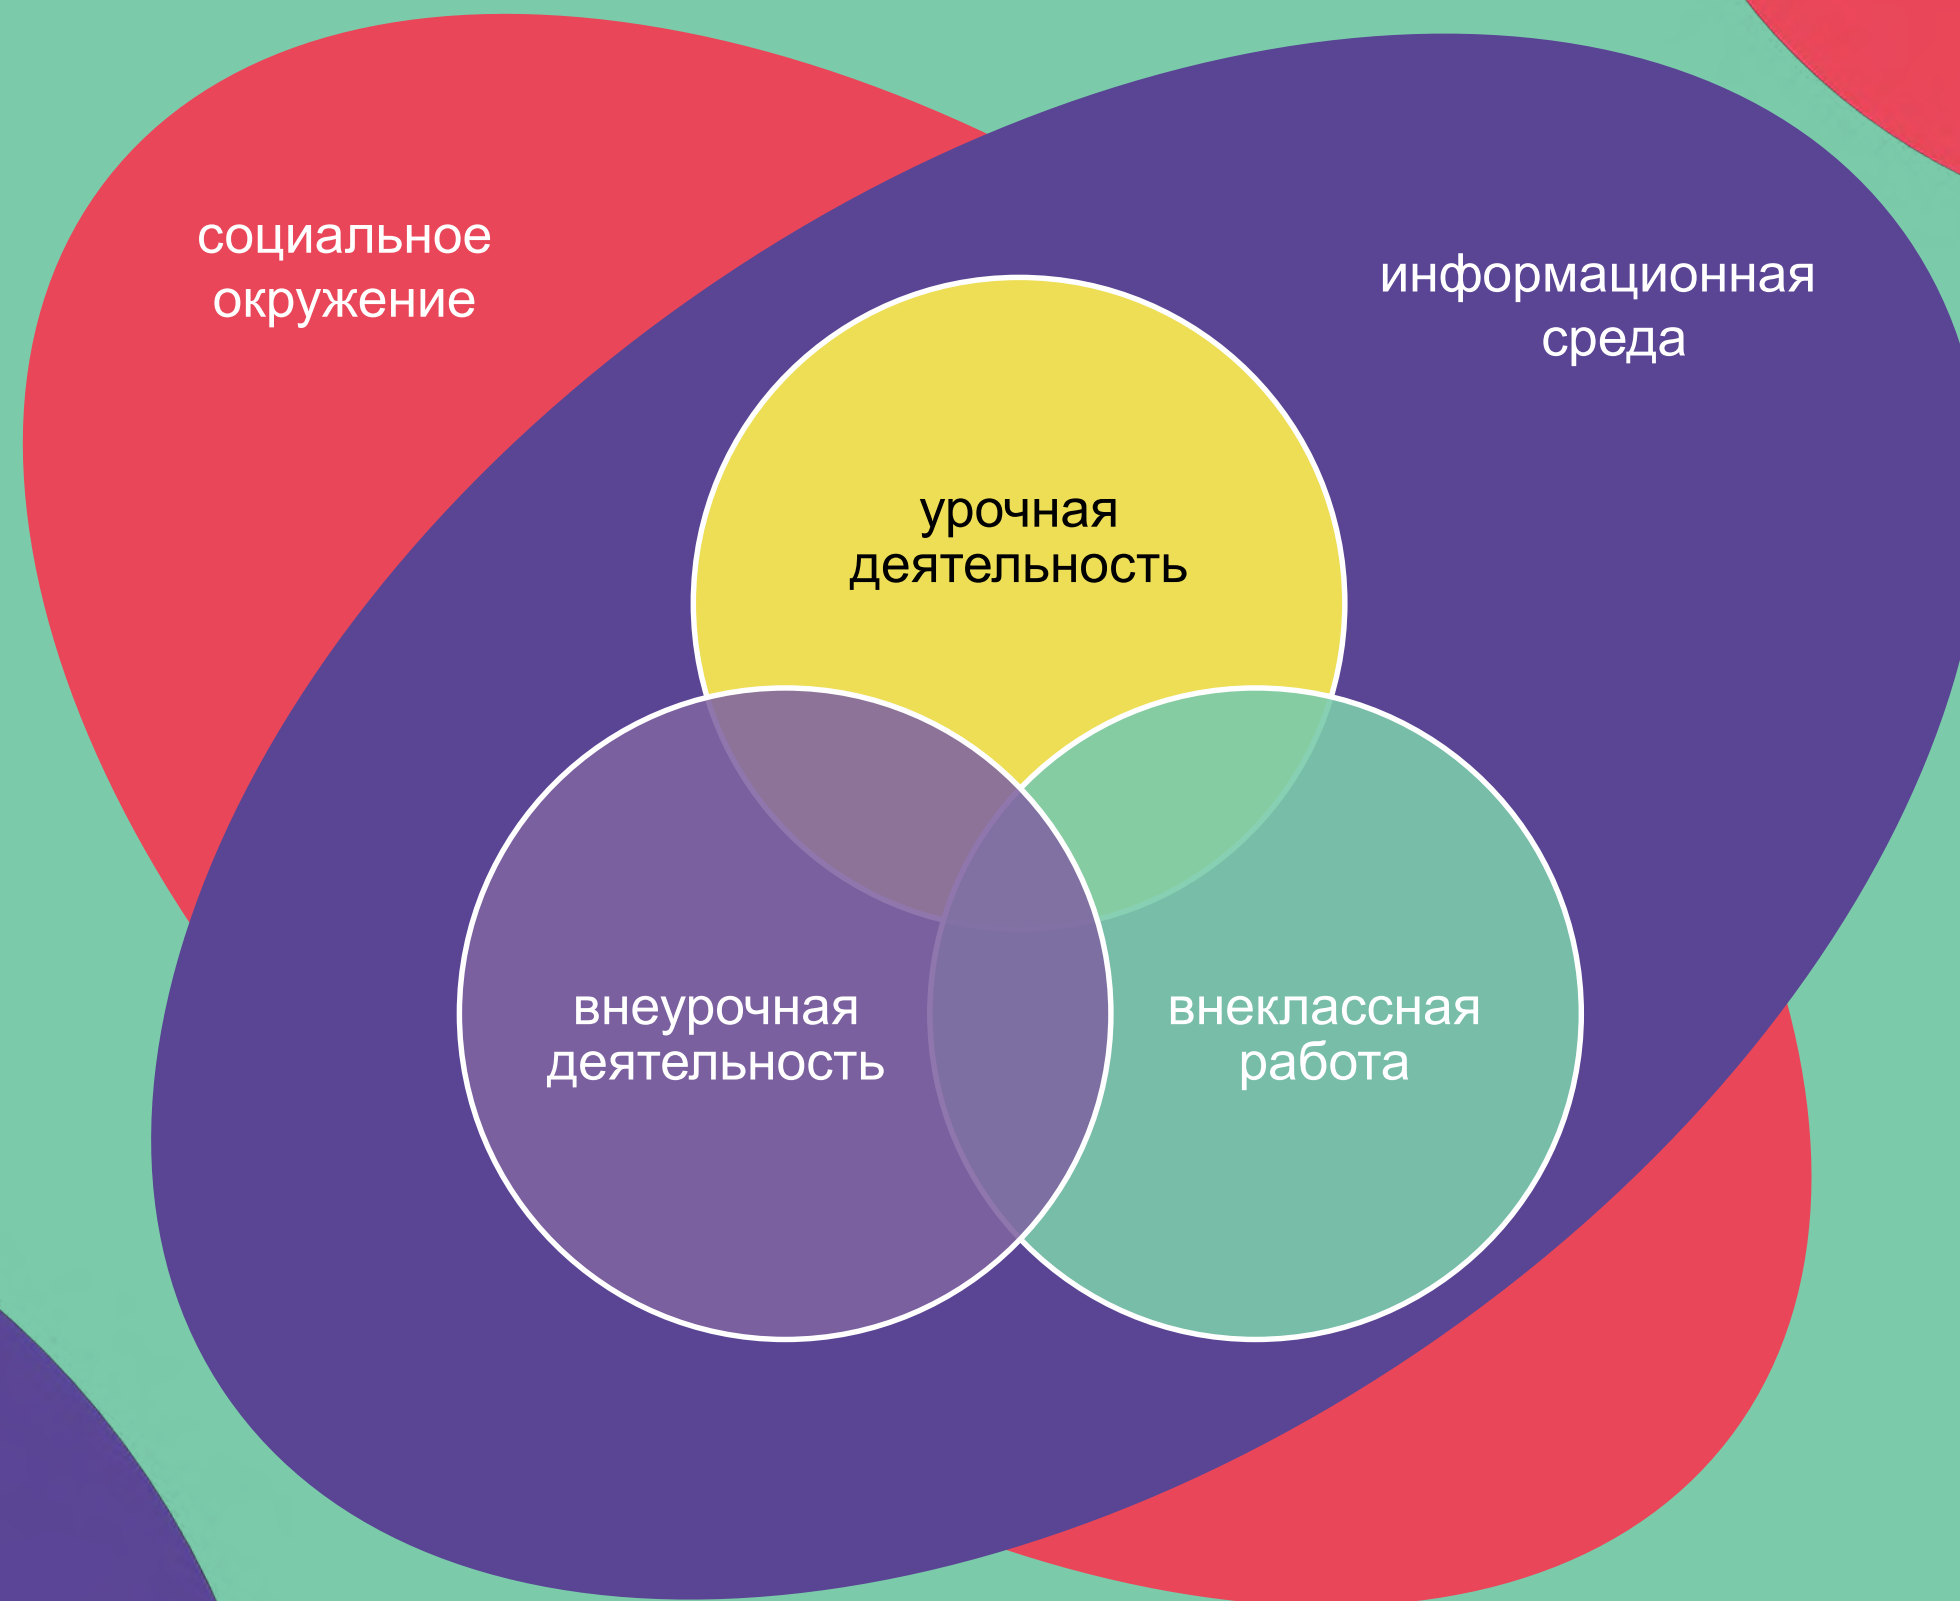 социальное
окружение
информационная
среда
урочная
деятельность
внеурочная
деятельность
внеклассная
работа